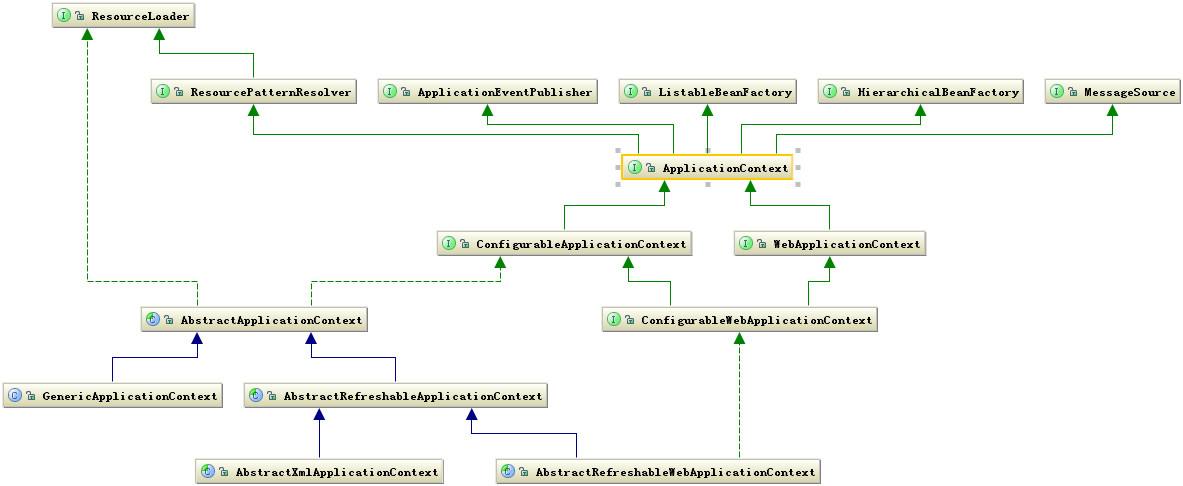 ResourceLoader
ResourcePatternResolver
ApplicationEventPublisher
ListableBeanFactory
HierarchicalBeanFactory
MessageSource
ApplicationContext
ConfigurableApplicationContext
WebApplicationContext
AbstractApplicationContext
ConfigurableWebApplicationContext
GenericApplicationContext
AbstractRefreshableApplicationContext
AbstractXmlApplicationContext
AbstractRefreshableWebApplicationContext